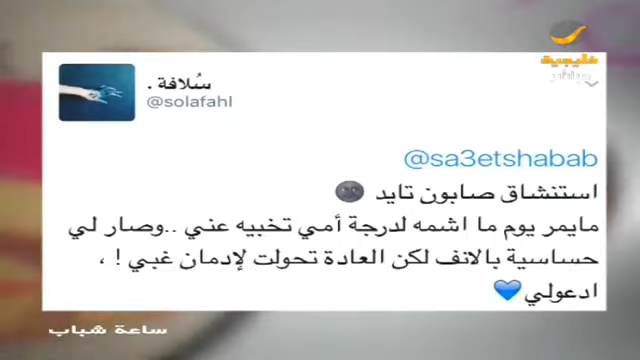 خليجية
سُلافة .
@solafahl
@sa3etshabab
استنشاق صابون تايد 🌚
مايمر يوم ما اشمه لدرجة أمي تخبيه عني ..وصار لي
حساسية بالانف لكن العادة تحولت لإدمان غبي ! ،
ادعولي💙
ساعة شباب